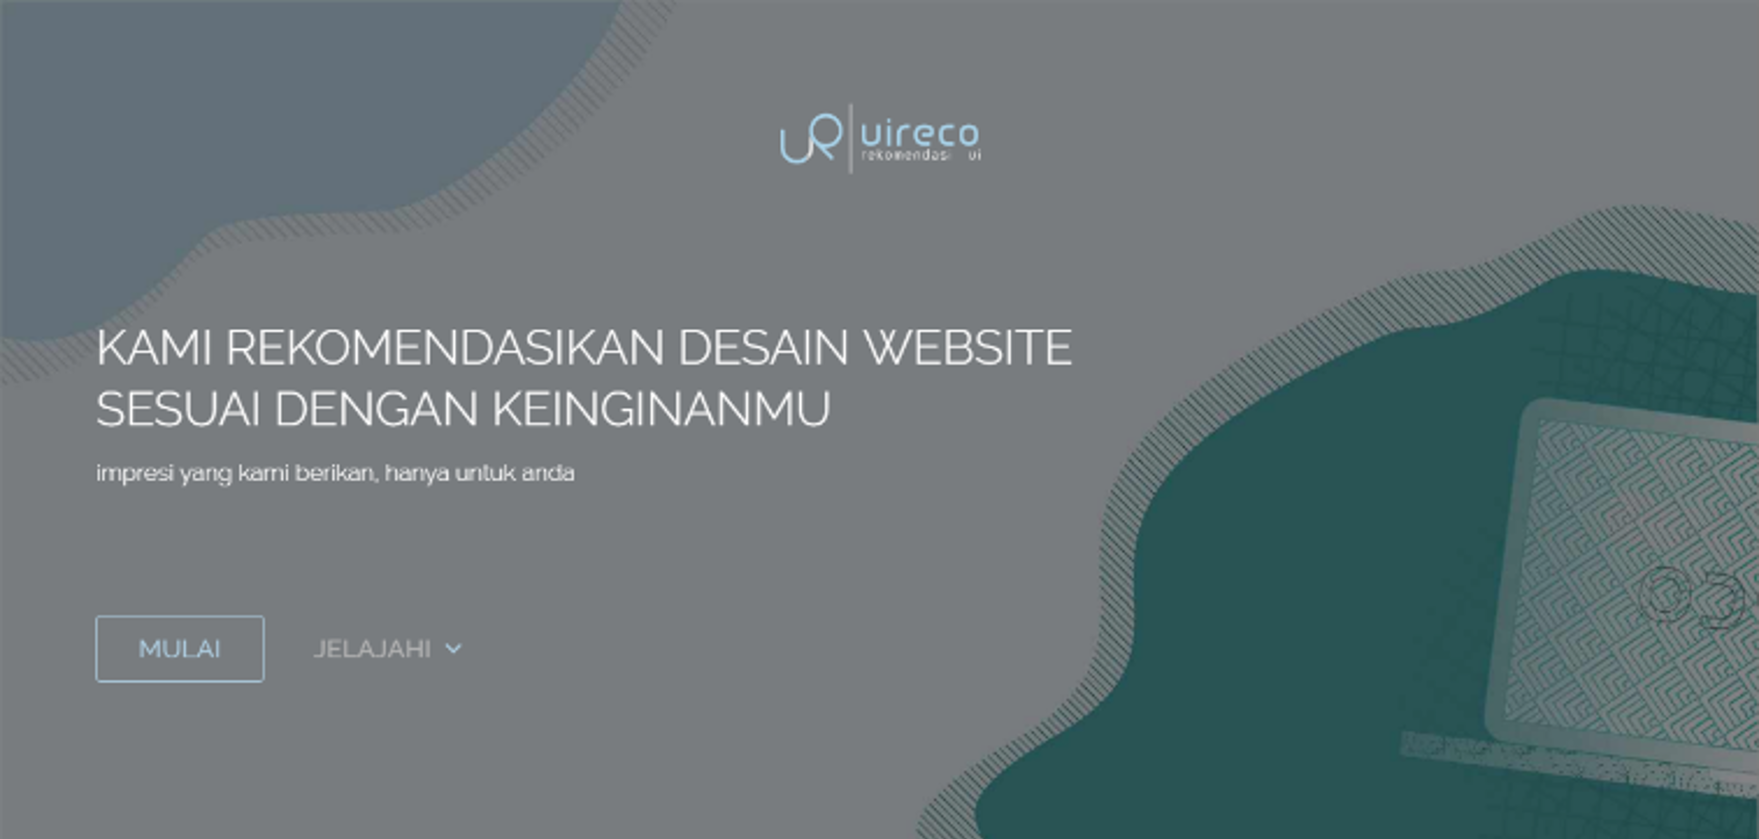 UR uireco
rekomendasi ui
KAMI REKOMENDASIKAN DESAIN WEBSITE
SESUAI DENGAN KEINGINANMU
impresi yang kami berikan, hanya untuk anda
MULAI JELAJAHI